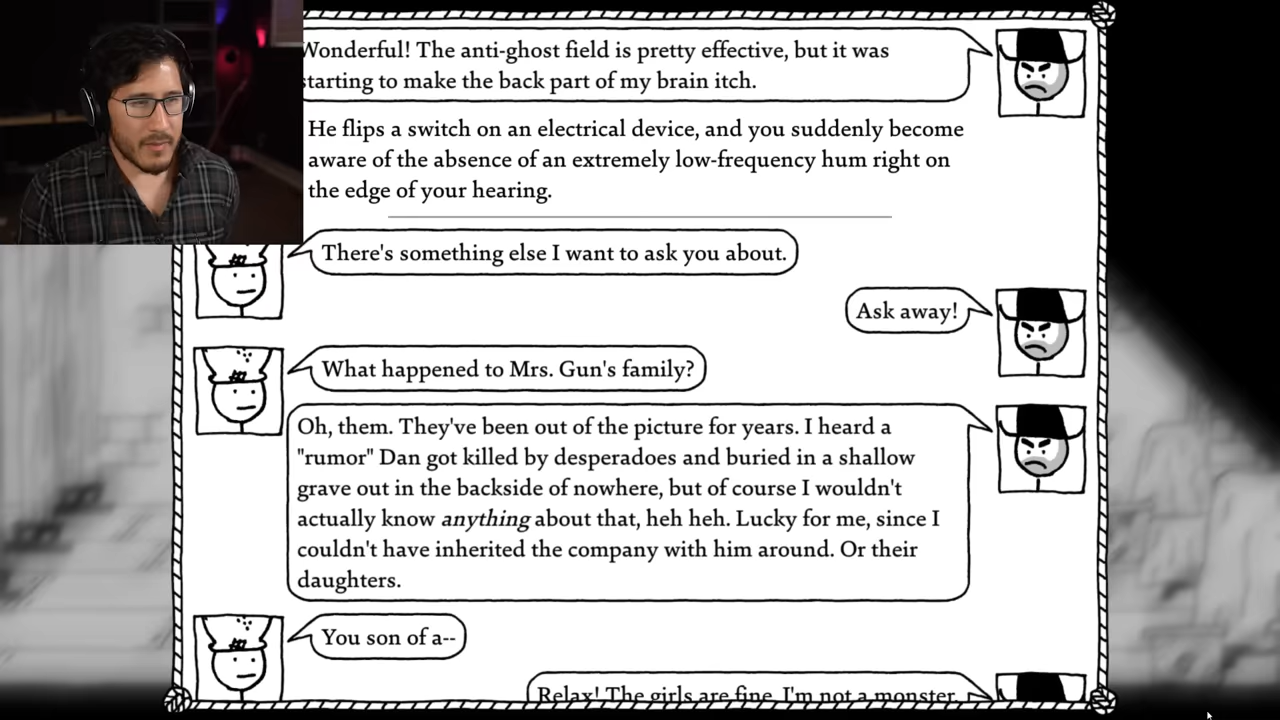 Wonderful! The anti-ghost field is pretty effective, but it was
starting to make the back part of my brain itch.
He flips a switch on an electrical device, and you suddenly become
aware of the absence of an extremely low-frequency hum right on
the edge of your hearing.
There's something else I want to ask you about.
Ask away!
What happened to Mrs. Gun's family?
Oh, them. They've been out of the picture for years. I heard a
"rumor" Dan got killed by desperadoes and buried in a shallow
grave out in the backside of nowhere, but of course I wouldn't
actually know anything about that, heh heh. Lucky for me, since I
couldn't have inherited the company with him around. Or their
daughters.
You son of a--
Relax! The girls are fine. I'm not a monster.